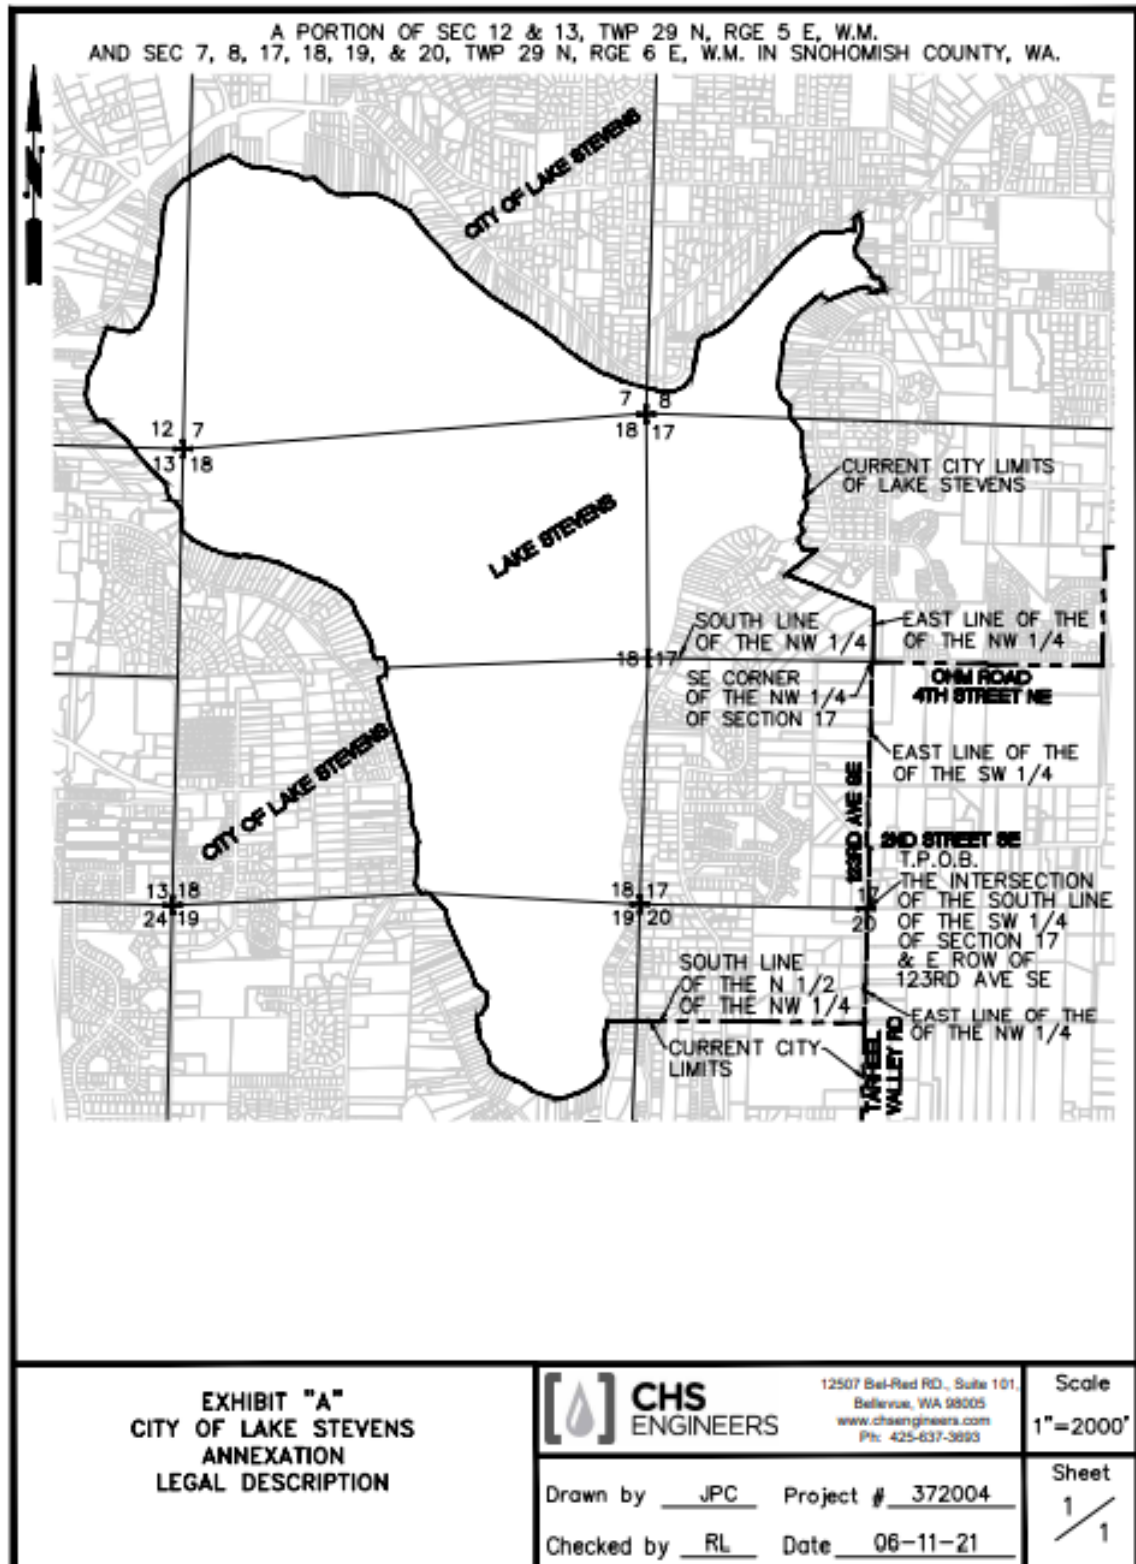 A PORTION OF SEC 12 & 13, TWP 29 N, RGE 5 E, W.M.
AND SEC 7, 8, 17, 18, 19, & 20, TWP 29 N, RGE 6 E, W.M. IN SNOHOMISH COUNTY, WA.
N
CITY OF LAKE STEVENS
7 8
18 17
12 7
13 18
CURRENT CITY LIMITS
OF LAKE STEVENS
LAKE STEVENS
SOUTH LINE
OF THE NW 1/4
EAST LINE OF THE
OF THE NW 1/4
18 17
SE CORNER
OF THE NW 1/4
OF SECTION 17
OHM ROAD
4TH STREET NE
EAST LINE OF THE
OF THE SW 1/4
CITY OF LAKE STEVENS
123RD AVE SE
2ND STREET SE
T.P.O.B.
THE INTERSECTION
OF THE SOUTH LINE
OF THE SW 1/4
OF SECTION 17
& E ROW OF
123RD AVE SE
13 18
24 19
18 17
19 20
17
20
SOUTH LINE
OF THE N 1/2
OF THE NW 1/4
EAST LINE OF THE
OF THE NW 1/4
CURRENT CITY
LIMITS
TARHEEL
VALLEY RD
EXHIBIT "A"
CITY OF LAKE STEVENS
ANNEXATION
LEGAL DESCRIPTION
CHS
ENGINEERS
12507 Bel-Red RD., Suite 101,
Bellevue, WA 98005
www.chsengineers.com
Ph: 425-637-3693
Scale
1"=2000'
Drawn by JPC Project # 372004
Checked by RL Date 06-11-21
Sheet
1/1